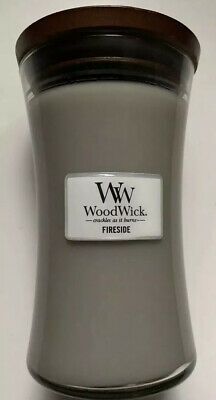 WW
WoodWick.
— crackles as it burns —
FIRESIDE